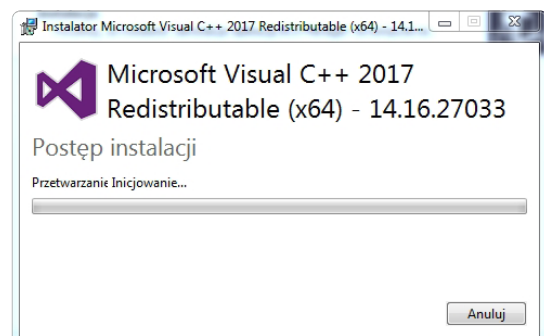 Instalator Microsoft Visual C++ 2017 Redistributable (x64) - 14.1...
Microsoft Visual C++ 2017
Redistributable (x64) - 14.16.27033
Postęp instalacji
Przetwarzanie Inicjowanie...
Anuluj